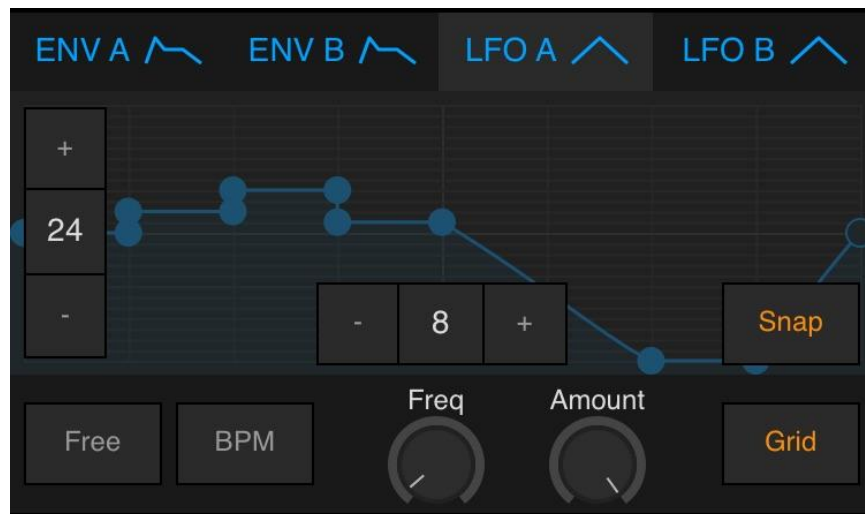 ENV A ENV B LFO A LFO B
+
24
-
- 8 +
Snap
Freq Amount
Free BPM Grid